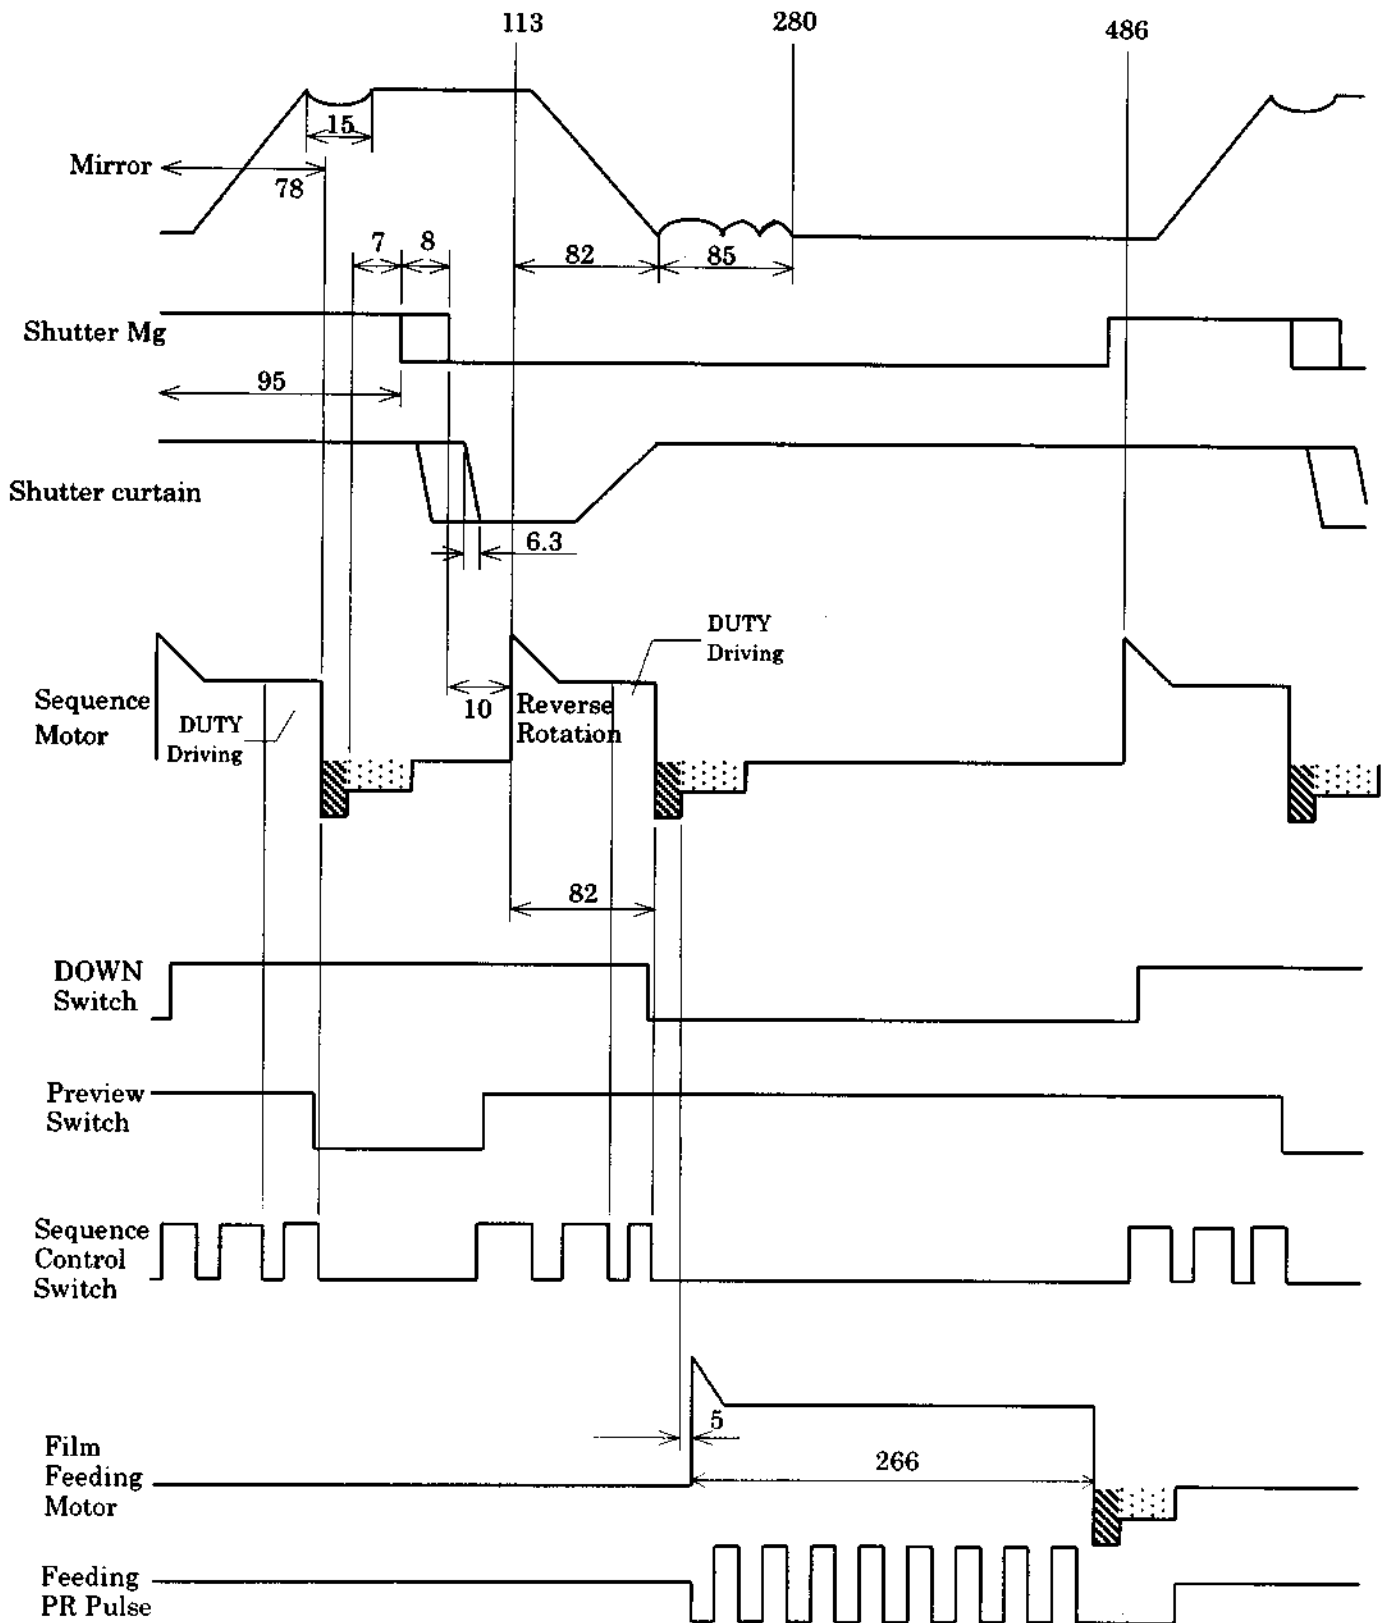 113
280
486
15
Mirror
78
7
8
82
85
Shutter Mg
95
Shutter curtain
6.3
DUTY
Driving
Sequence
Motor
DUTY
Driving
10
Reverse
Rotation
82
DOWN
Switch
Preview
Switch
Sequence
Control
Switch
5
Film
Feeding
Motor
266
Feeding
PR Pulse